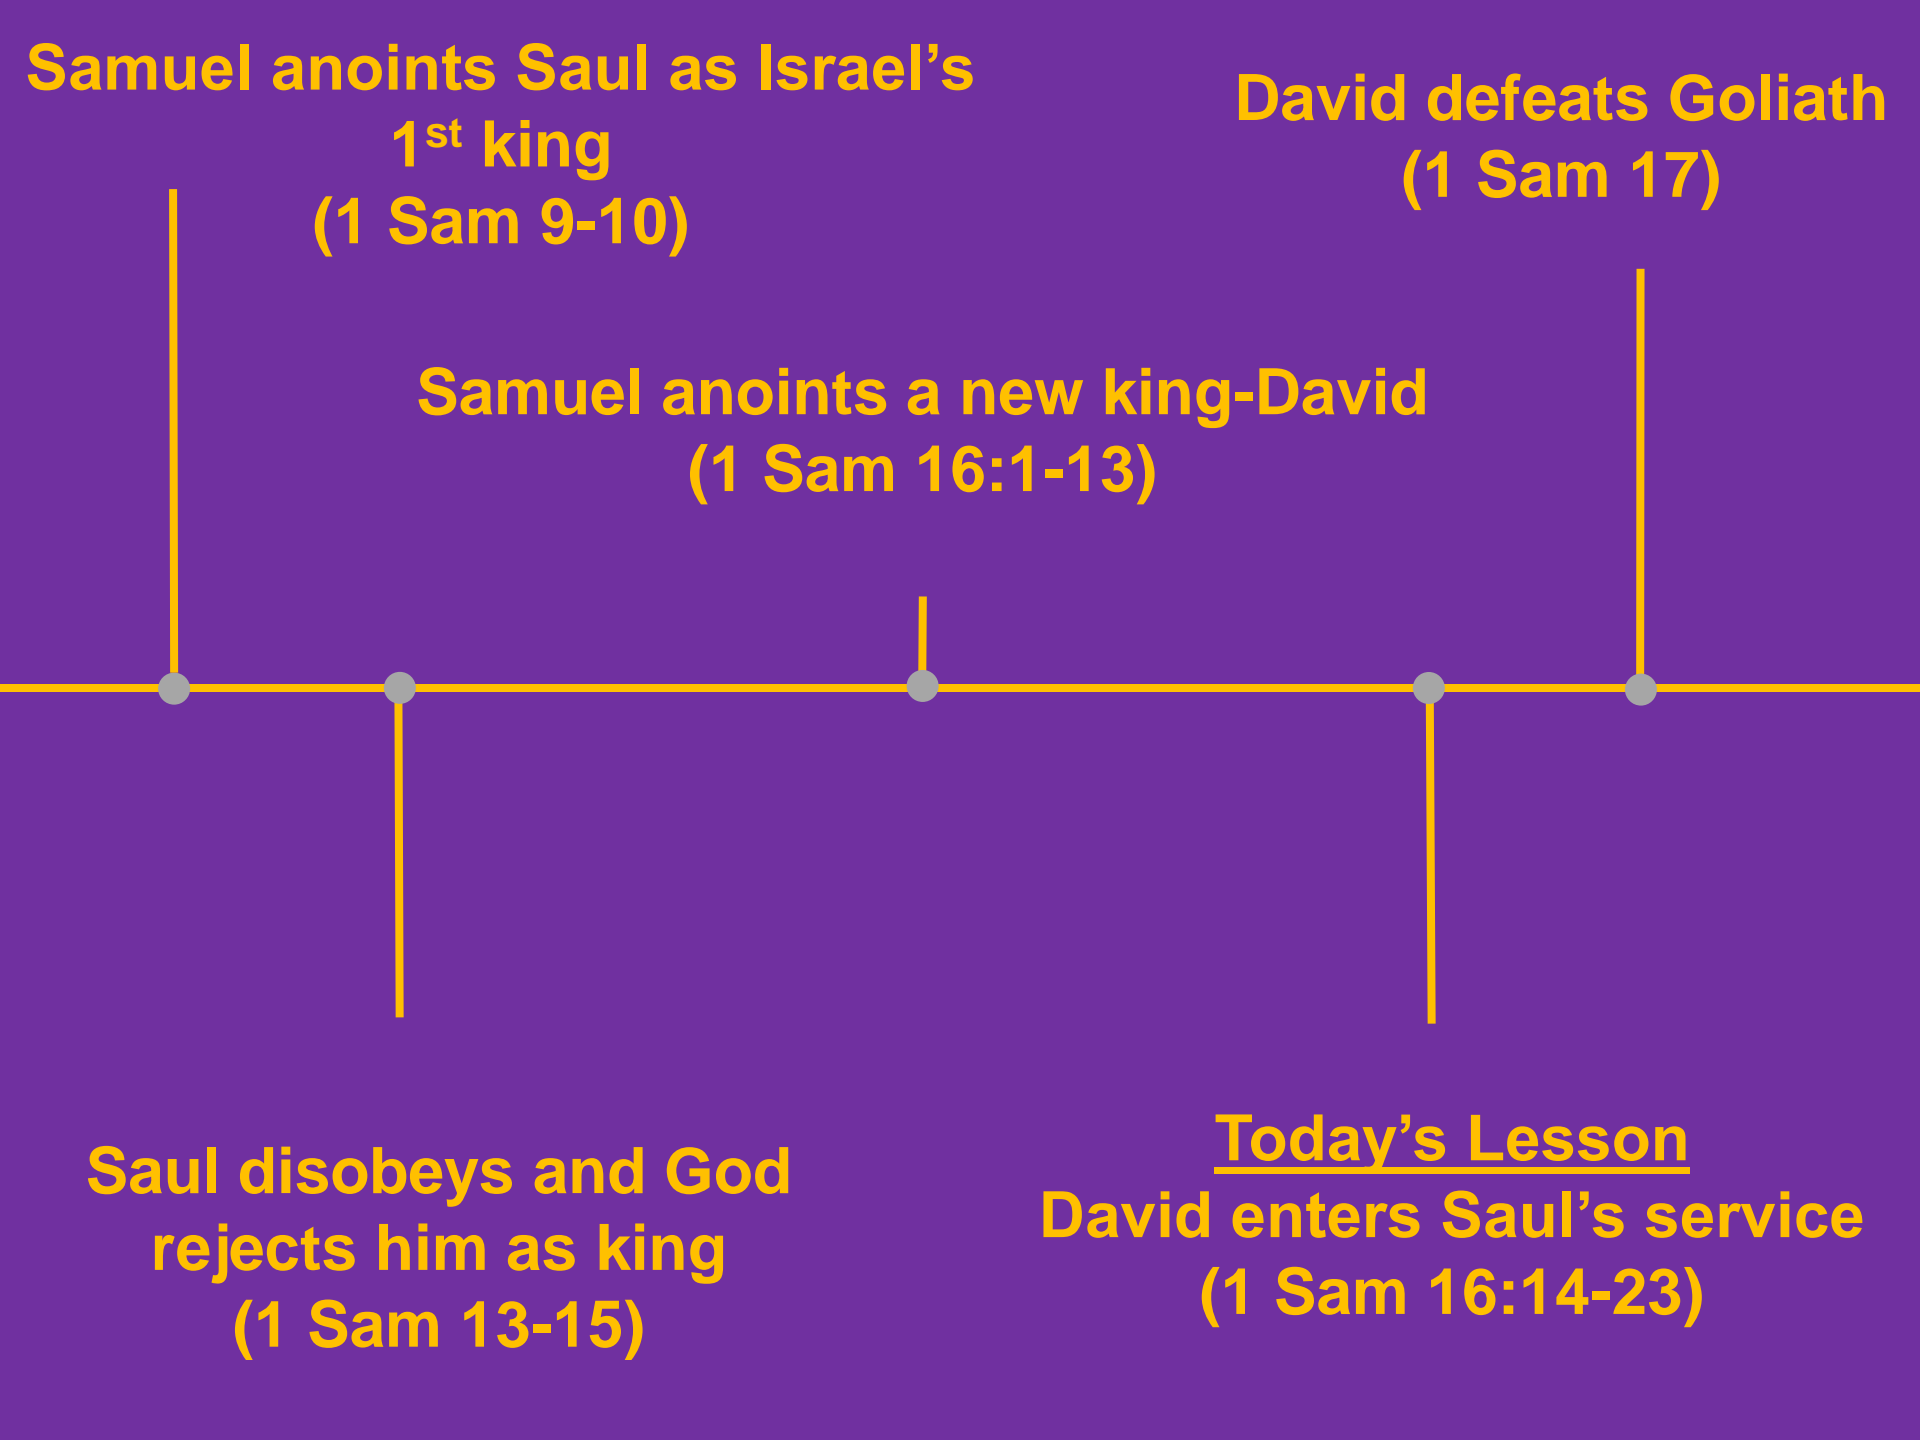 Samuel anoints Saul as Israel’s
1st king
(1 Sam 9-10)
David defeats Goliath
(1 Sam 17)
Samuel anoints a new king-David
(1 Sam 16:1-13)
Saul disobeys and God
rejects him as king
(1 Sam 13-15)
Today’s Lesson
David enters Saul’s service
(1 Sam 16:14-23)